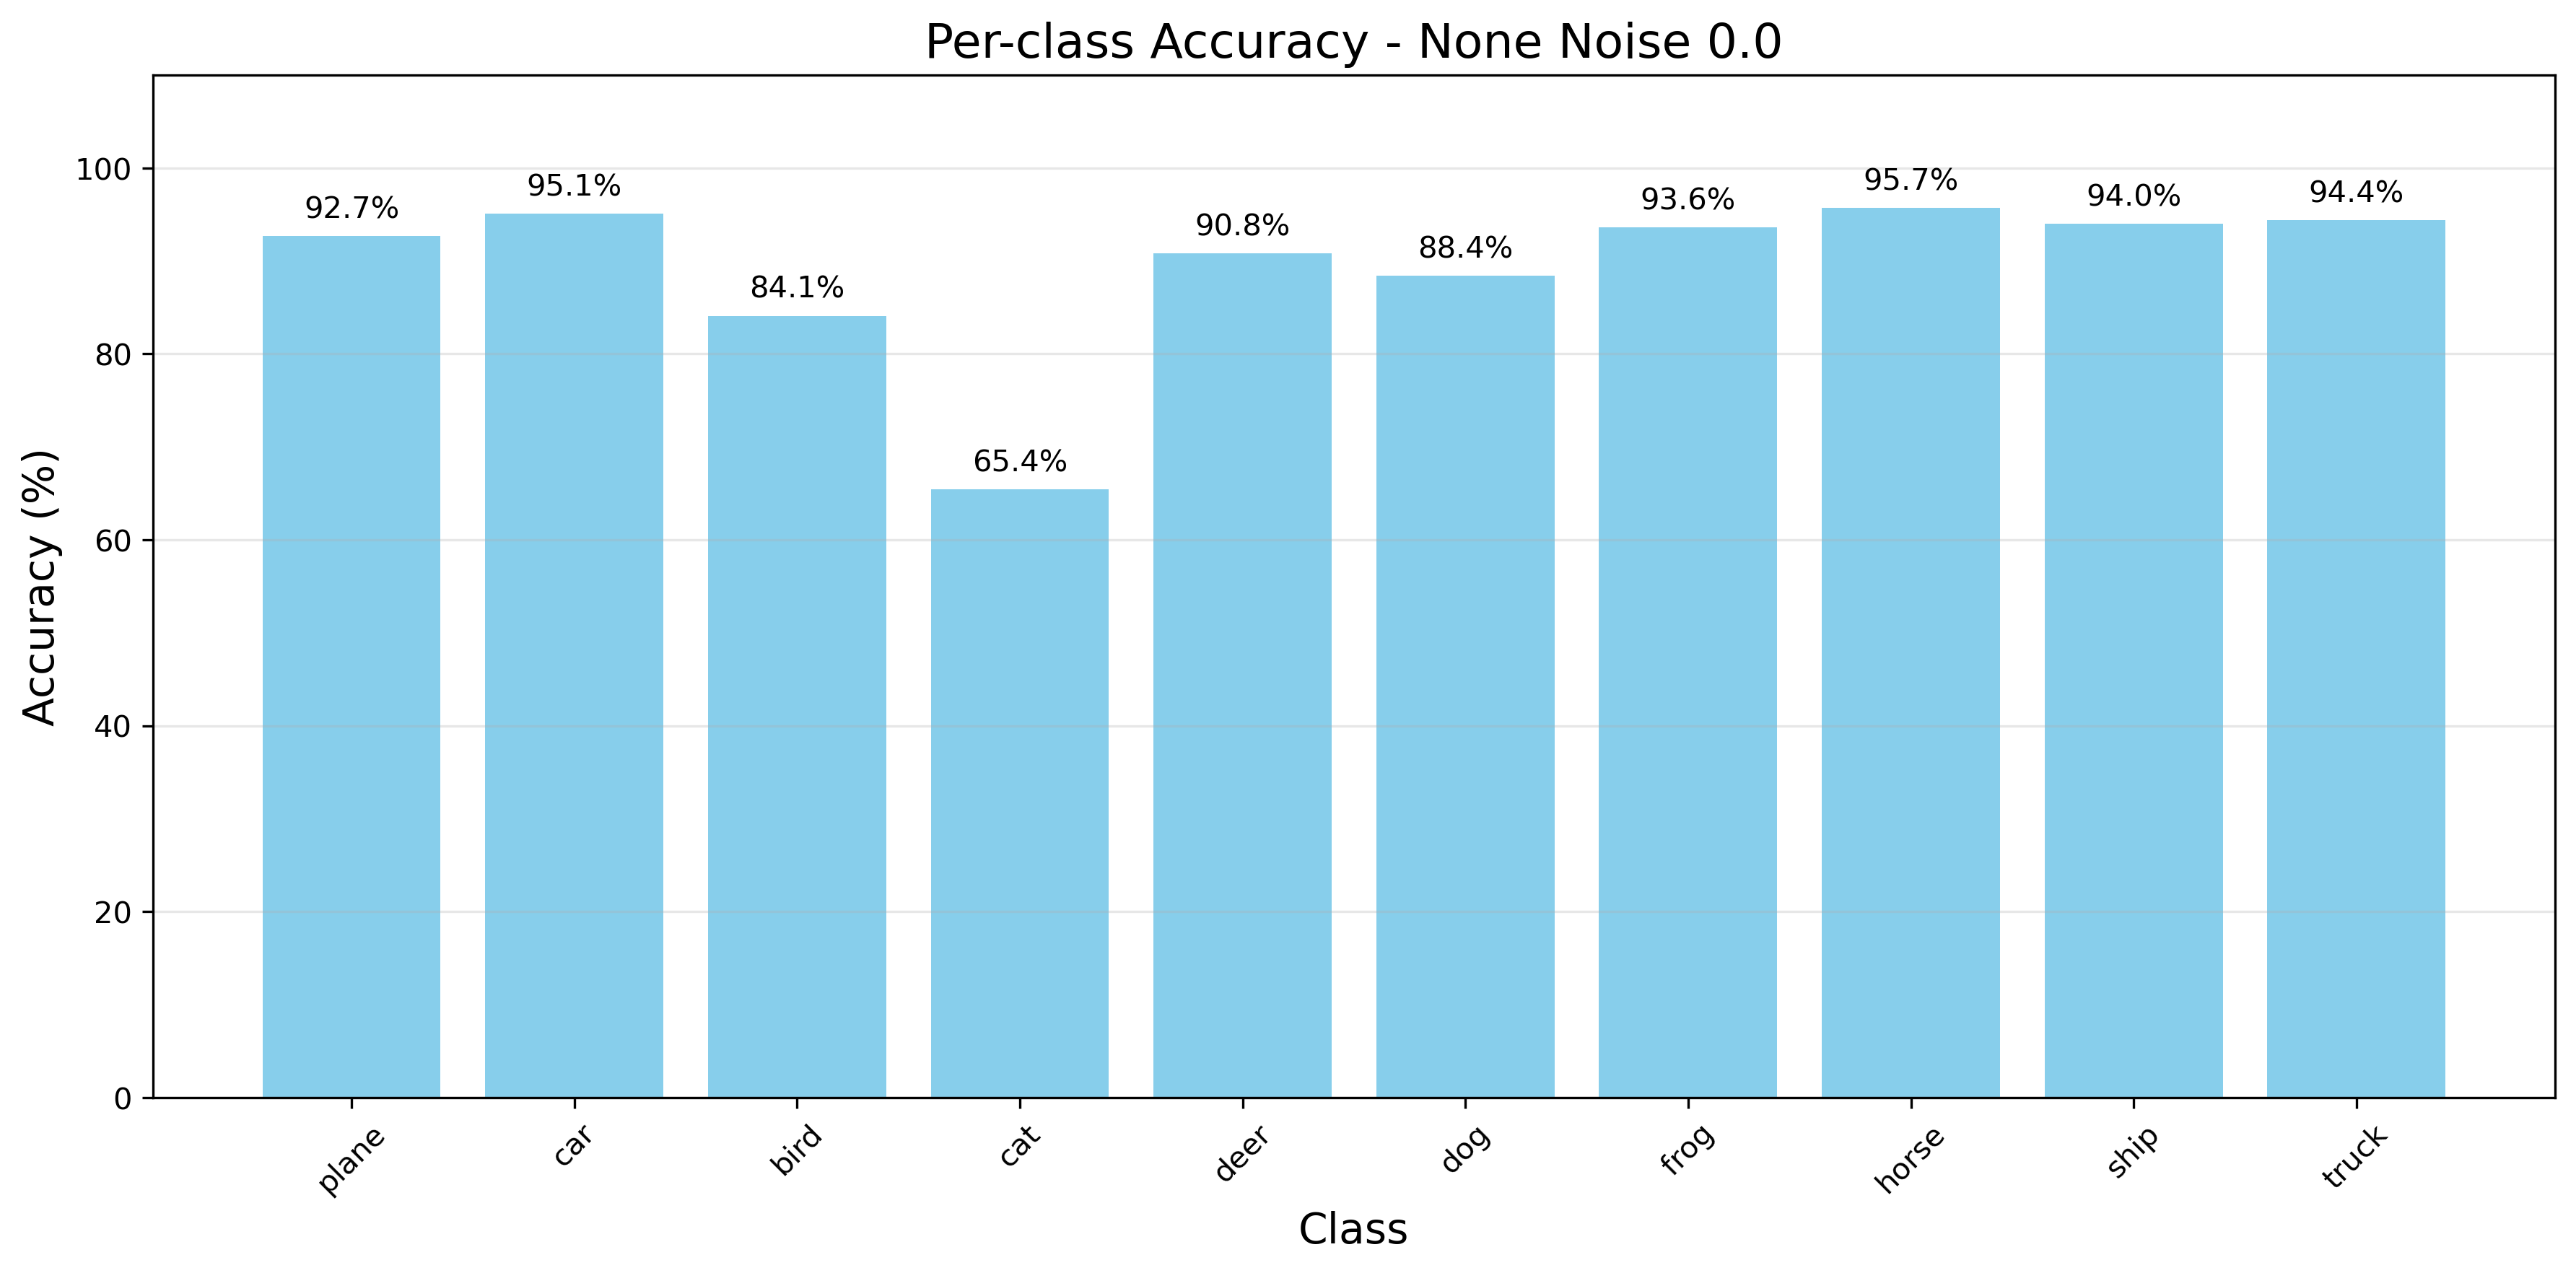 Per-class Accuracy - None Noise 0.0
Accuracy (%)
100
80
60
40
20
0
92.7%
95.1%
84.1%
65.4%
90.8%
88.4%
93.6%
95.7%
94.0%
94.4%
plane
car
bird
cat
deer
dog
frog
horse
ship
truck
Class